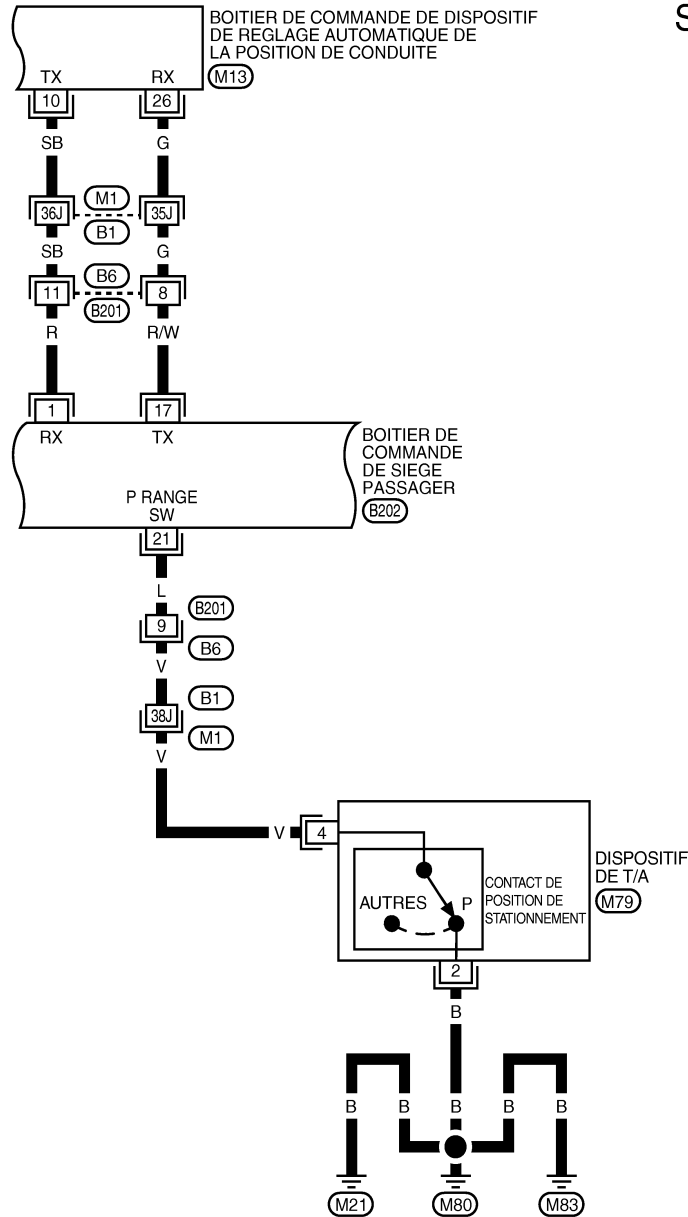 S
BOITIER DE COMMANDE DE DISPOSITIF
DE REGLAGE AUTOMATIQUE DE
LA POSITION DE CONDUITE
M13
TX RX
10 26
SB G
M1
36J 35J
B1
SB G
B6
11 8
B201
R R/W
1 17
RX TX
BOITIER DE
COMMANDE
DE SIEGE
PASSAGER
B202
P RANGE
SW
21
L
B201
9
B6
V
B1
38J
M1
V
V 4
DISPOSITIF
DE T/A
M79
CONTACT DE
POSITION DE
STATIONNEMENT
AUTRES P
2
B
B B B B B
M21 M80 M83